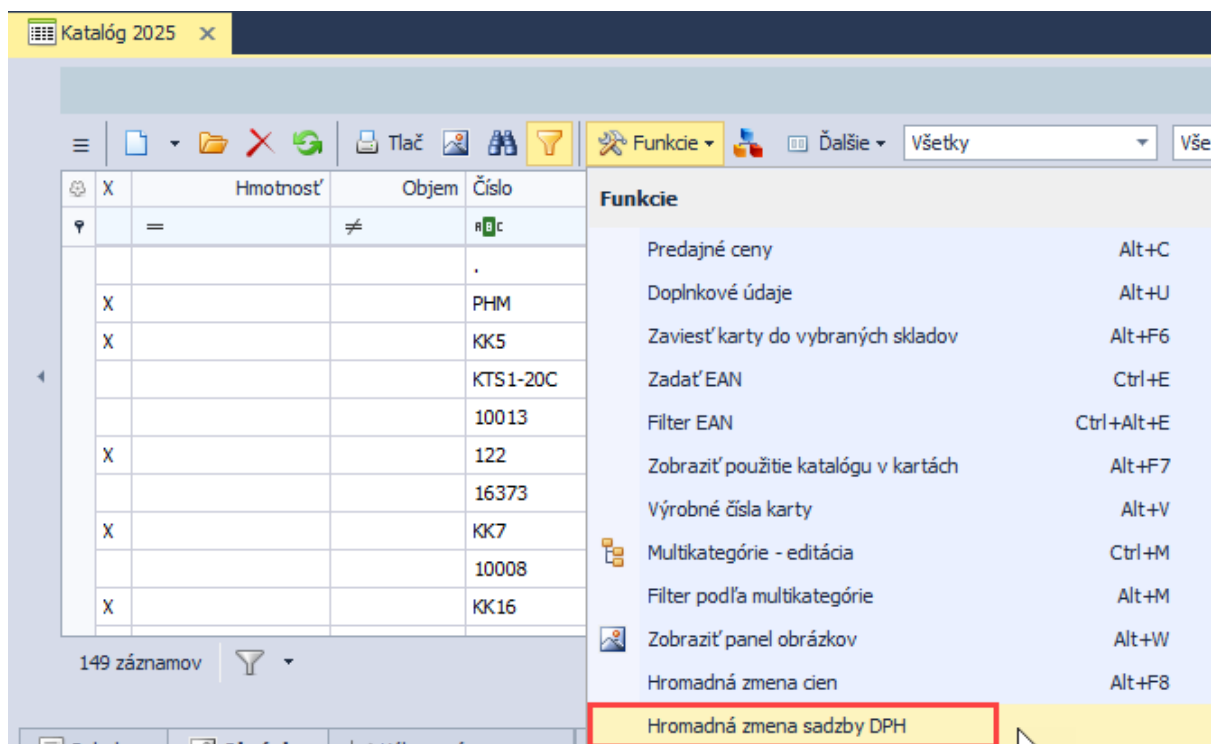 Katalóg 2025
Tlač Funkcie Ďalšie Všetky Vše
X Hmotnosť Objem Číslo
= ≠ ABC
.
X PHM
X KK5
KTS1-20C
10013
X 122
16373
X KK7
10008
X KK16
149 záznamov
Funkcie
Predajné ceny Alt+C
Doplnkové údaje Alt+U
Zaviesť karty do vybraných skladov Alt+F6
Zadať EAN Ctrl+E
Filter EAN Ctrl+Alt+E
Zobraziť použitie katalógu v kartách Alt+F7
Výrobné čísla karty Alt+V
Multikategórie - editácia Ctrl+M
Filter podľa multikategórie Alt+M
Zobraziť panel obrázkov Alt+W
Hromadná zmena cien Alt+F8
Hromadná zmena sadzby DPH